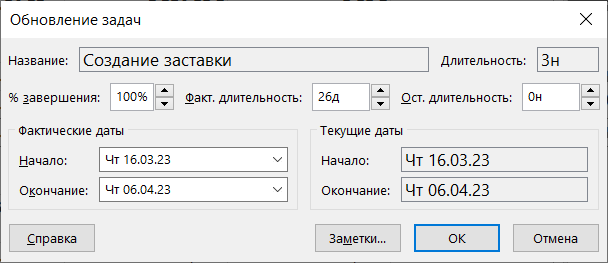 Обновление задач
Название: Создание заставки Длительность: 3н
% завершения: 100% Факт. длительность: 26д Ост. длительность: 0н
Фактические даты Текущие даты
Начало: Чт 16.03.23 Начало: Чт 16.03.23
Окончание: Чт 06.04.23 Окончание: Чт 06.04.23
Справка Заметки... ОК Отмена